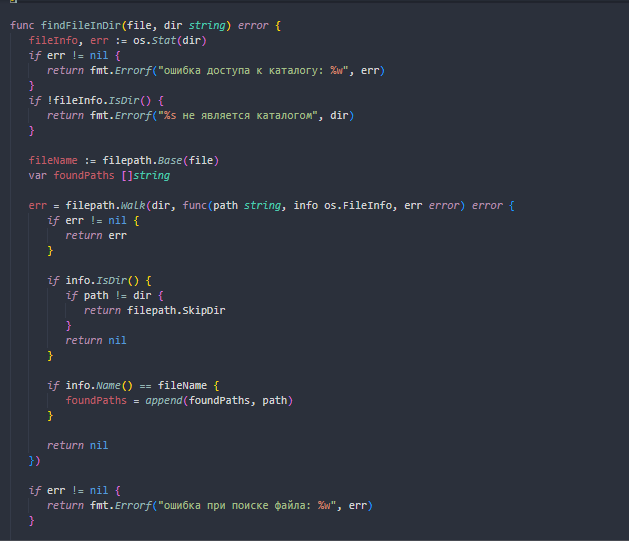 func findFileInDir(file, dir string) error {
fileInfo, err := os.Stat(dir)
if err != nil {
return fmt.Errorf("ошибка доступа к каталогу: %w", err)
}
if !fileInfo.IsDir() {
return fmt.Errorf("%s не является каталогом", dir)
}
fileName := filepath.Base(file)
var foundPaths []string
err = filepath.Walk(dir, func(path string, info os.FileInfo, err error) error {
if err != nil {
return err
}
if info.IsDir() {
if path != dir {
return filepath.SkipDir
}
return nil
}
if info.Name() == fileName {
foundPaths = append(foundPaths, path)
}
return nil
})
if err != nil {
return fmt.Errorf("ошибка при поиске файла: %w", err)
}